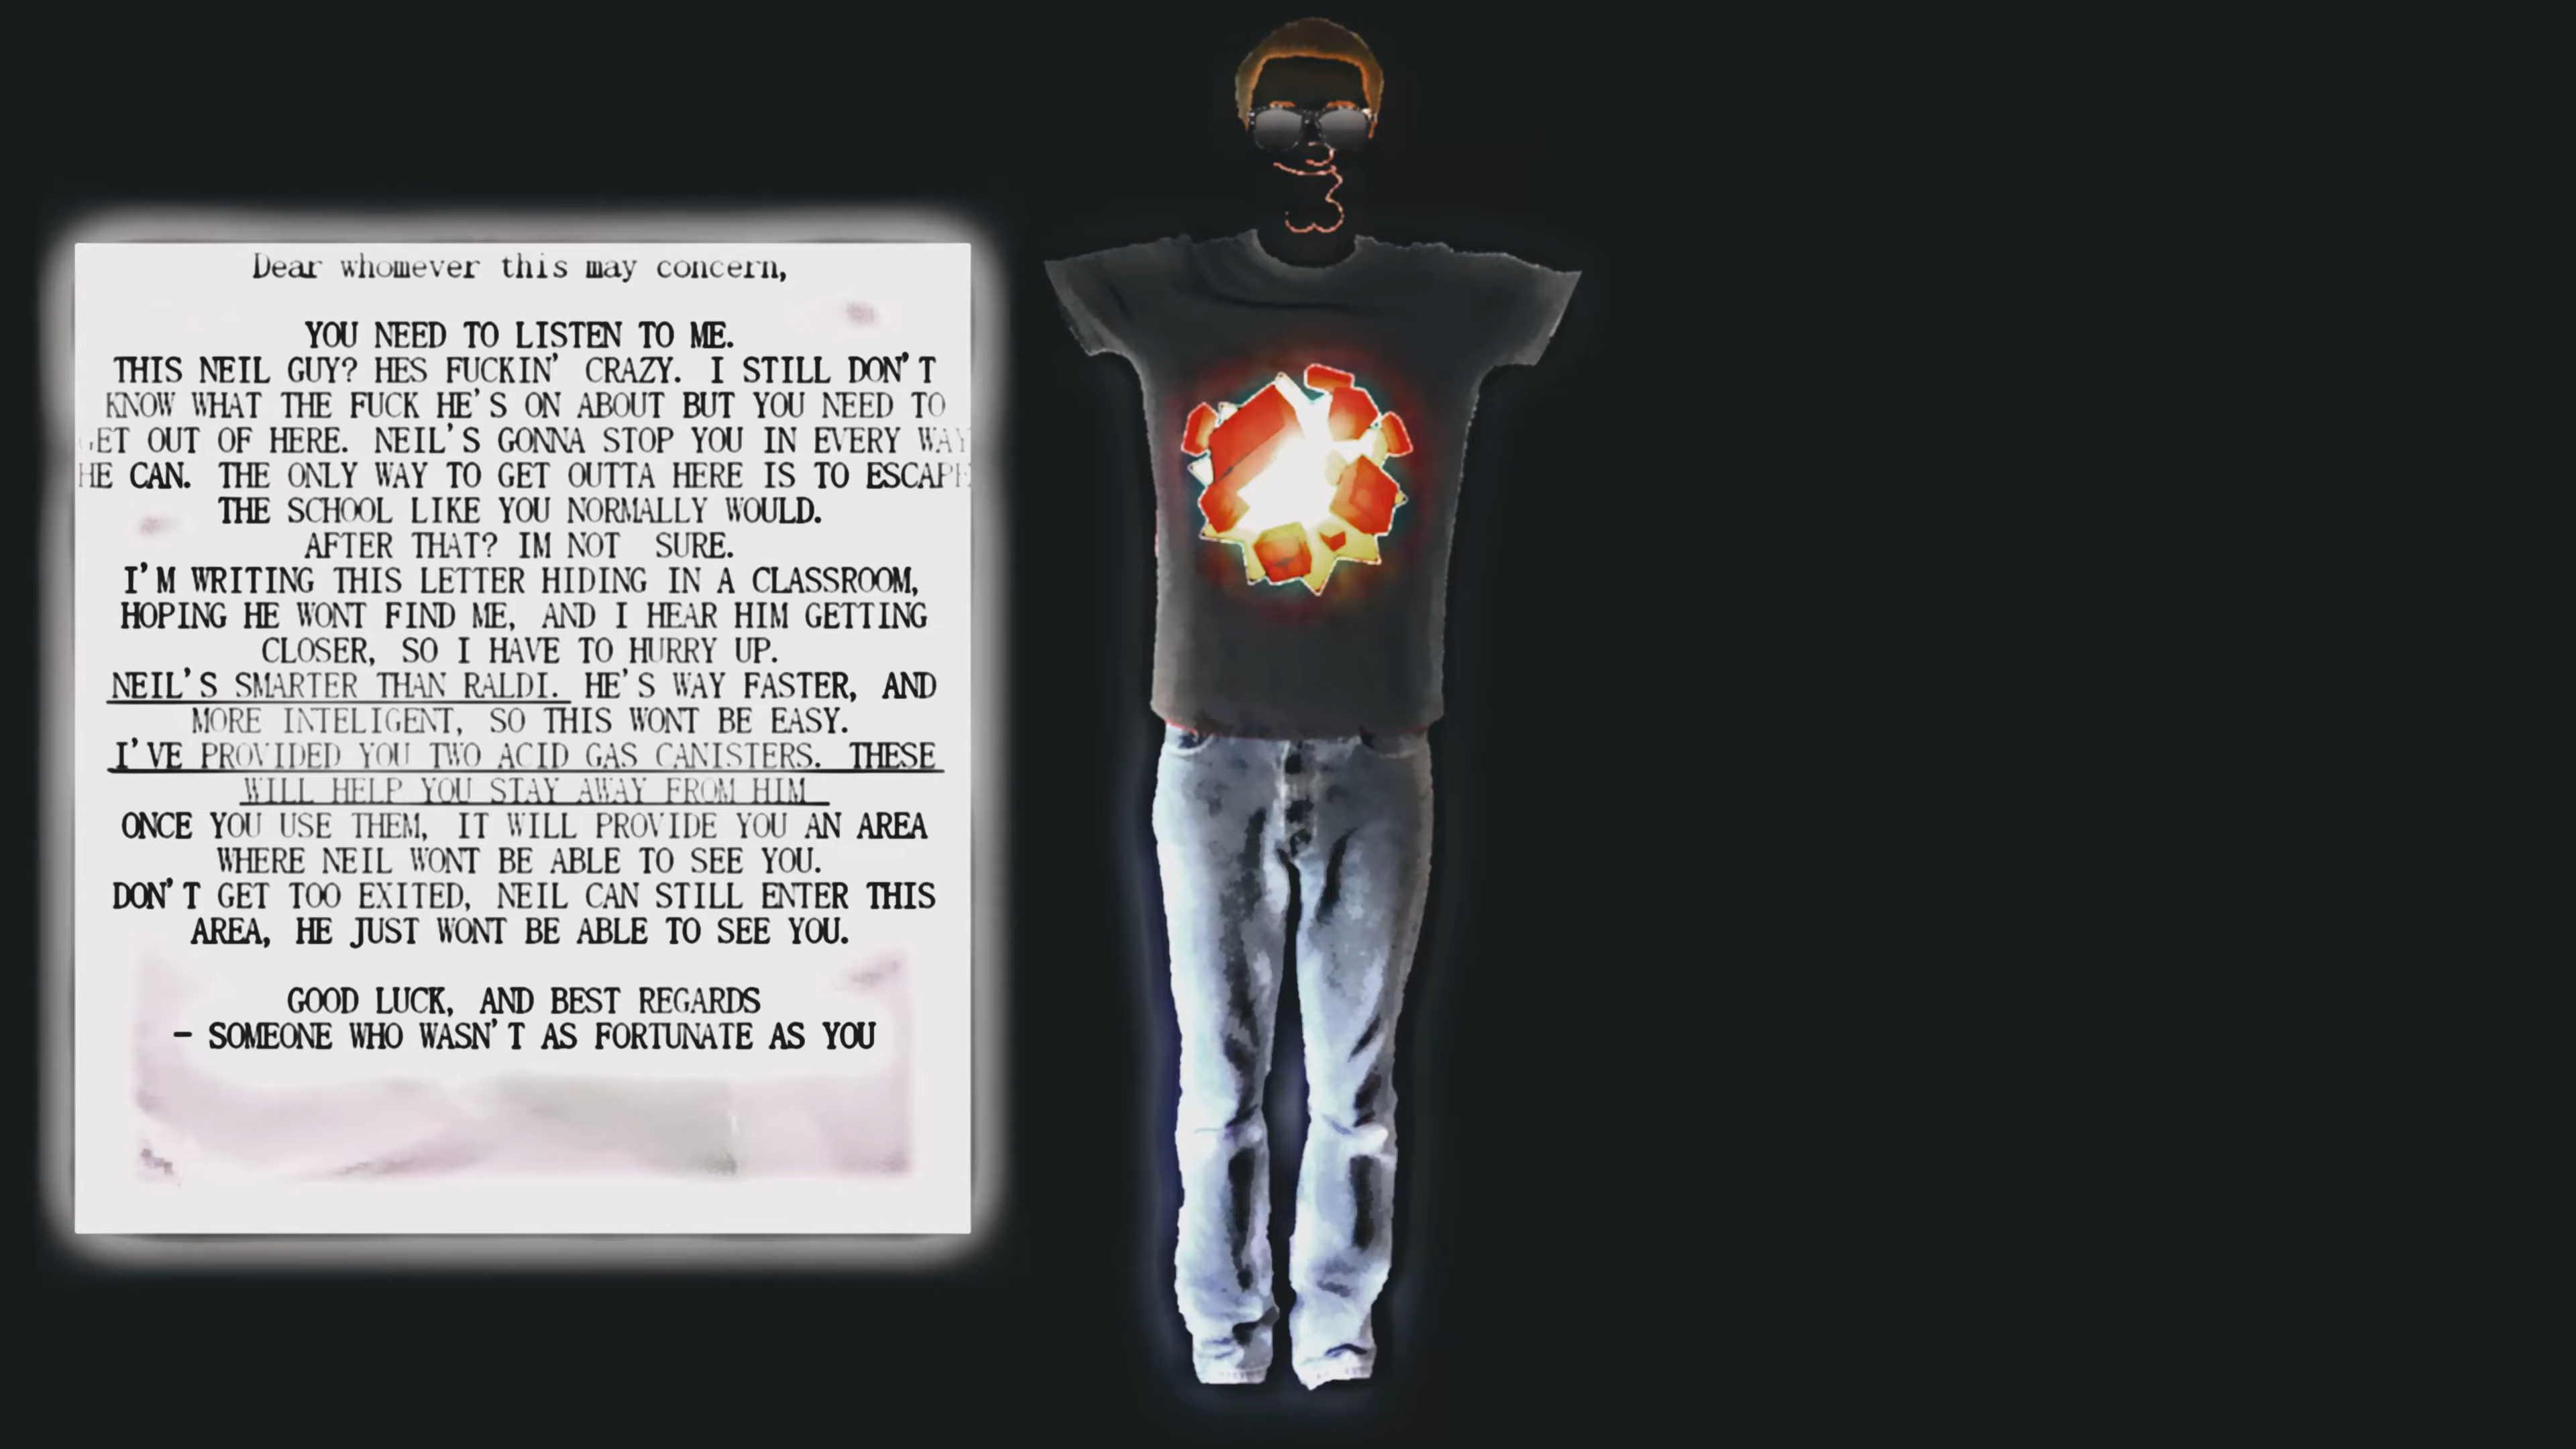 Dear whomever this may concern,
YOU NEED TO LISTEN TO ME.
THIS NEIL GUY? HES FUCKIN' CRAZY. I STILL DON'T
KNOW WHAT THE FUCK HE'S ON ABOUT BUT YOU NEED TO
GET OUT OF HERE. NEIL'S GONNA STOP YOU IN EVERY WAY
HE CAN. THE ONLY WAY TO GET OUTTA HERE IS TO ESCAPE
THE SCHOOL LIKE YOU NORMALLY WOULD.
AFTER THAT? IM NOT SURE.
I'M WRITING THIS LETTER HIDING IN A CLASSROOM,
HOPING HE WONT FIND ME, AND I HEAR HIM GETTING
CLOSER, SO I HAVE TO HURRY UP.
NEIL'S SMARTER THAN RALDI. HE'S WAY FASTER, AND
MORE INTELIGENT, SO THIS WONT BE EASY.
I'VE PROVIDED YOU TWO ACID GAS CANISTERS. THESE
WILL HELP YOU STAY AWAY FROM HIM
ONCE YOU USE THEM, IT WILL PROVIDE YOU AN AREA
WHERE NEIL WONT BE ABLE TO SEE YOU.
DON'T GET TOO EXITED, NEIL CAN STILL ENTER THIS
AREA, HE JUST WONT BE ABLE TO SEE YOU.
GOOD LUCK, AND BEST REGARDS
- SOMEONE WHO WASN'T AS FORTUNATE AS YOU